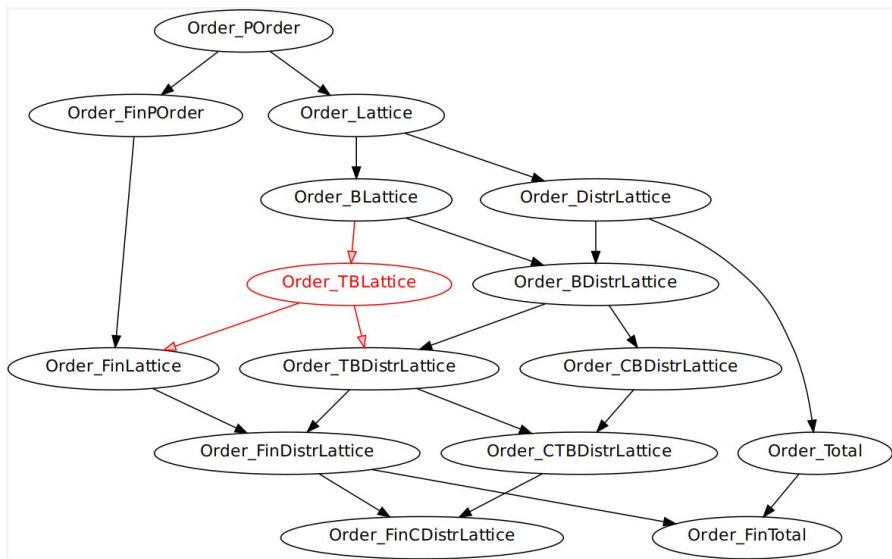 Order_POrder
Order_FinPOrder
Order_Lattice
Order_BLattice
Order_DistrLattice
Order_TBLattice
Order_BDistrLattice
Order_FinLattice
Order_TBDistrLattice
Order_CBDistrLattice
Order_FinDistrLattice
Order_CTBDistrLattice
Order_Total
Order_FinCDistrLattice
Order_FinTotal